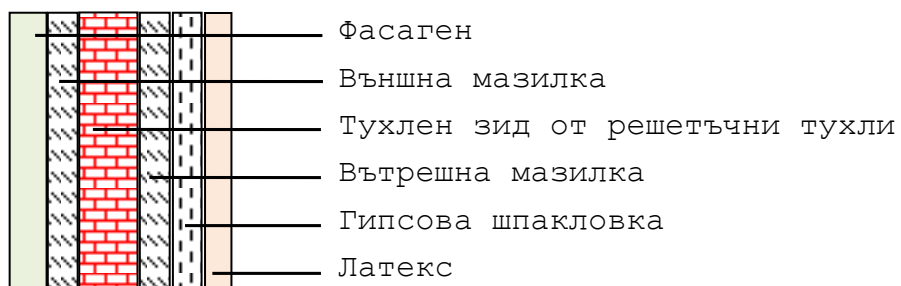 Фасаген
Външна мазилка
Тухлен зид от решетъчни тухли
Вътрешна мазилка
Гипсова шпакловка
Латекс